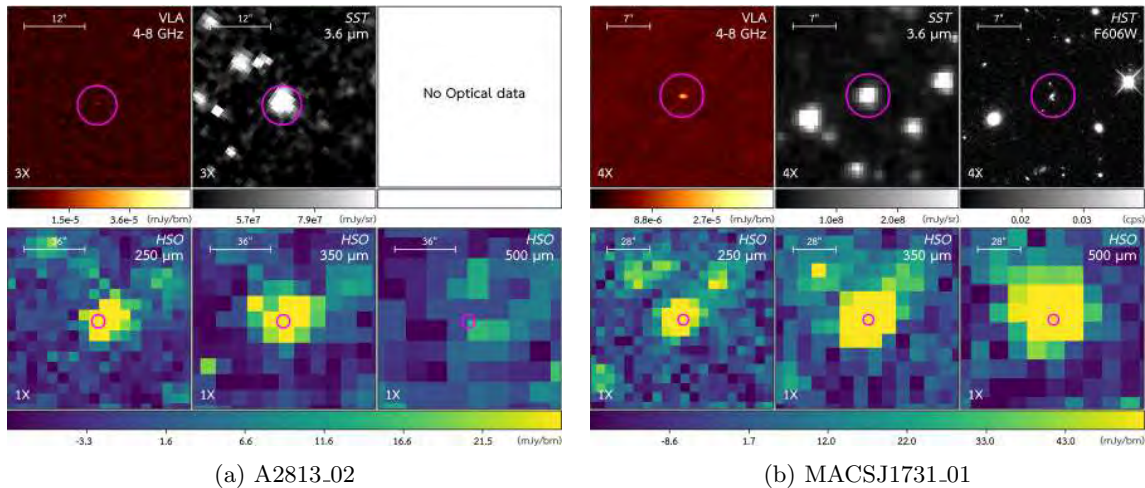 12"
VLA
4-8 GHz
3X
12"
SST
3.6 µm
3X
No Optical data
1.5e-5 3.6e-5 (mJy/bm)
5.7e7 7.9e7 (mJy/sr)
36"
HSO
250 µm
1X
36"
HSO
350 µm
1X
36"
HSO
500 µm
1X
-3.3 1.6 6.6 11.6 16.6 21.5 (mJy/bm)
(a) A2813_02
7"
VLA
4-8 GHz
4X
7"
SST
3.6 µm
4X
7"
HST
F606W
4X
8.8e-6 2.7e-5 (mJy/bm)
1.0e8 2.0e8 (mJy/sr)
0.02 0.03 (cps)
28"
HSO
250 µm
1X
28"
HSO
350 µm
1X
28"
HSO
500 µm
1X
-8.6 1.7 12.0 22.0 33.0 43.0 (mJy/bm)
(b) MACSJ1731_01